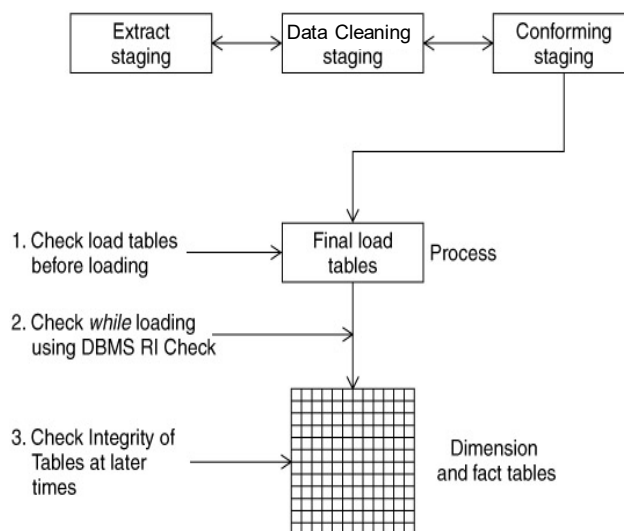 Extract
staging
Data Cleaning
staging
Conforming
staging
1. Check load tables
before loading
Final load
tables
Process
2. Check while loading
using DBMS RI Check
3. Check Integrity of
Tables at later
times
Dimension
and fact tables